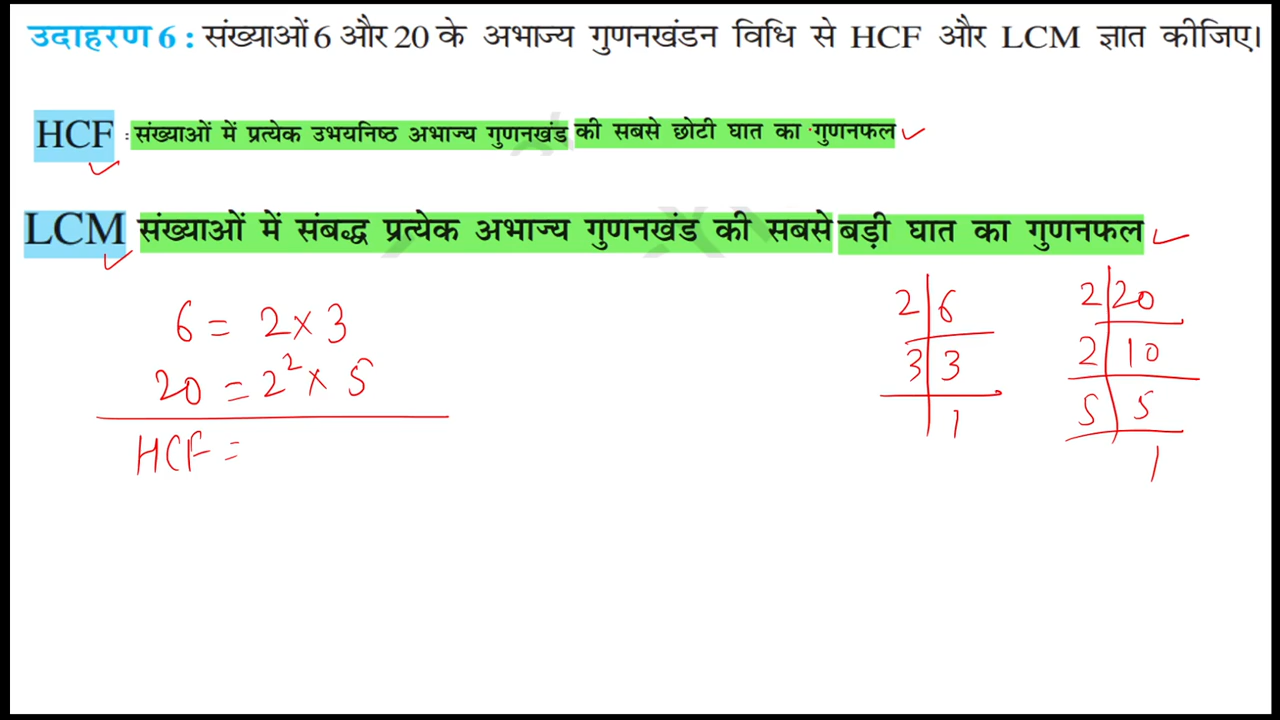 उदाहरण 6 : संख्याओं 6 और 20 के अभाज्य गुणनखंडन विधि से HCF और LCM ज्ञात कीजिए।
HCF : संख्याओं में प्रत्येक उभयनिष्ठ अभाज्य गुणनखंड की सबसे छोटी घात का गुणनफल
LCM संख्याओं में संबद्ध प्रत्येक अभाज्य गुणनखंड की सबसे बड़ी घात का गुणनफल
6 = 2 × 3
20 = 2² × 5
HCF =
2 | 6
3 | 3
| 1
2 | 20
2 | 10
5 | 5
1